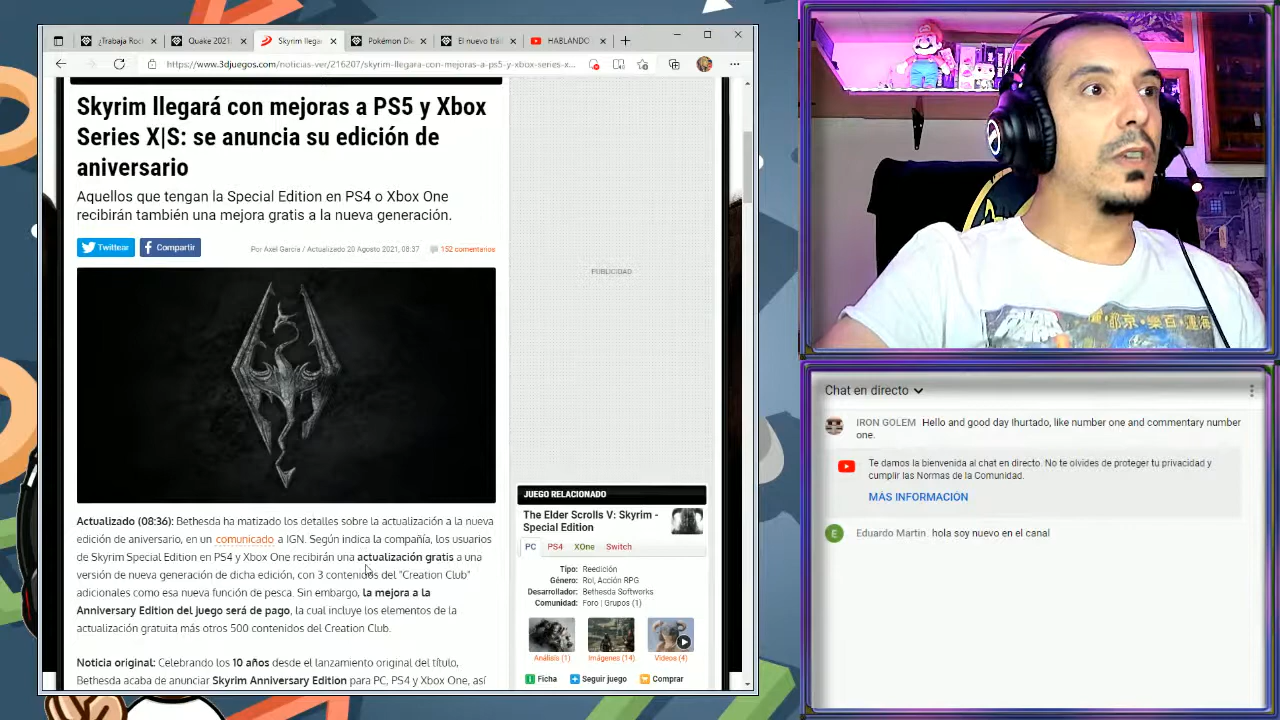 ¿Trabaja Roc
Quake 2021
Skyrim llega
Pokémon Di
El nuevo trái
HABLANDO
https://www.3djuegos.com/noticias-ver/216207/skyrim-llegara-con-mejoras-a-ps5-y-xbox-series-x...
Skyrim llegará con mejoras a PS5 y Xbox
Series X|S: se anuncia su edición de
aniversario
Aquellos que tengan la Special Edition en PS4 o Xbox One
recibirán también una mejora gratis a la nueva generación.
Twittear
Compartir
Por Axel García / Actualizado 20 Agosto 2021, 08:37
152 comentarios
Actualizado (08:36): Bethesda ha matizado los detalles sobre la actualización a la nueva
edición de aniversario, en un comunicado a IGN. Según indica la compañía, los usuarios
de Skyrim Special Edition en PS4 y Xbox One recibirán una actualización gratis a una
versión de nueva generación de dicha edición, con 3 contenidos del "Creation Club"
adicionales como esa nueva función de pesca. Sin embargo, la mejora a la
Anniversary Edition del juego será de pago, la cual incluye los elementos de la
actualización gratuita más otros 500 contenidos del Creation Club.
Noticia original: Celebrando los 10 años desde el lanzamiento original del título,
Bethesda acaba de anunciar Skyrim Anniversary Edition para PC, PS4 y Xbox One, así
PUBLICIDAD
JUEGO RELACIONADO
The Elder Scrolls V: Skyrim -
Special Edition
PC PS4 XOne Switch
Tipo: Reedición
Género: Rol, Acción RPG
Desarrollador: Bethesda Softworks
Comunidad: Foro | Grupos (1)
Análisis (1)
Imágenes (14)
Vídeos (4)
Ficha
Seguir juego
Comprar
Chat en directo
IRON GOLEM Hello and good day lhurtado, like number one and commentary number
one.
Te damos la bienvenida al chat en directo. No te olvides de proteger tu privacidad y
cumplir las Normas de la Comunidad.
MÁS INFORMACIÓN
E
Eduardo Martin hola soy nuevo en el canal